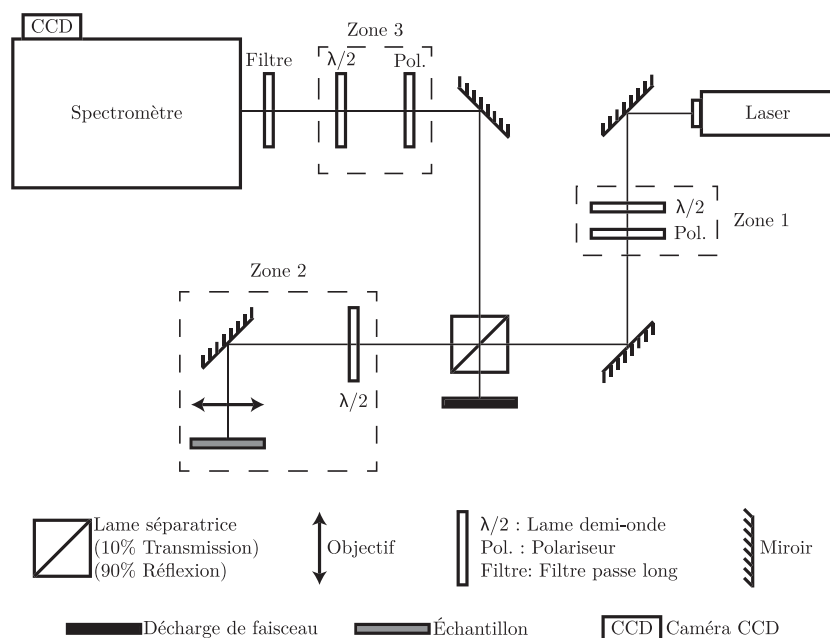 CCD
Spectromètre
Filtre
Zone 3
λ/2
Pol.
Laser
λ/2
Pol.
Zone 1
Zone 2
λ/2
Lame séparatrice
(10% Transmission)
(90% Réflexion)
Objectif
λ/2 : Lame demi-onde
Pol. : Polariseur
Filtre: Filtre passe long
Miroir
Décharge de faisceau
Échantillon
CCD
Caméra CCD